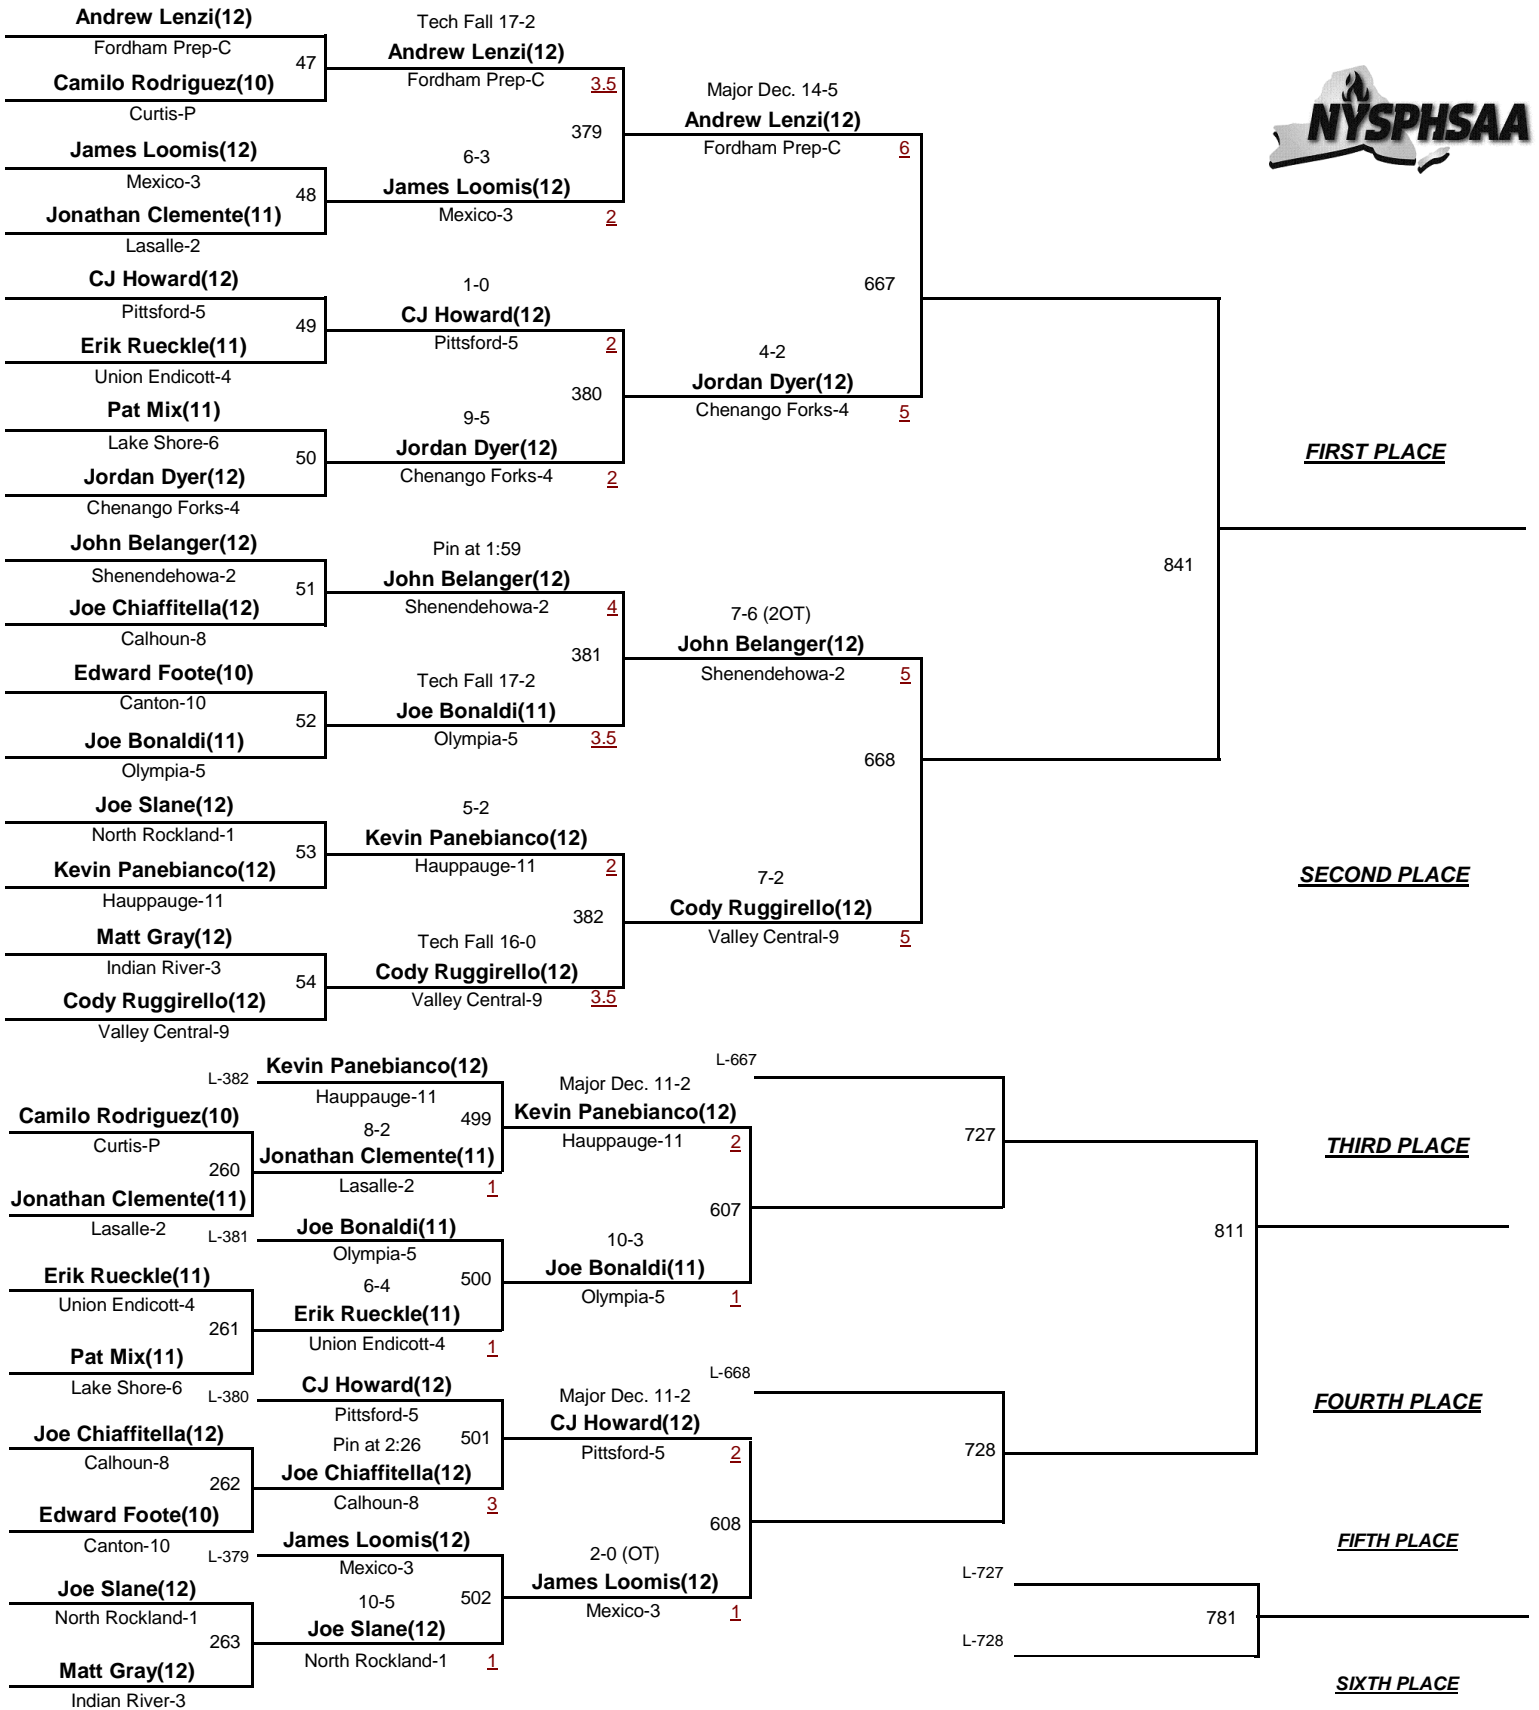 Andrew Lenzi(12)
Fordham Prep-C
47
Camilo Rodriguez(10)
Curtis-P
James Loomis(12)
Mexico-3
48
Jonathan Clemente(11)
Lasalle-2
CJ Howard(12)
Pittsford-5
49
Erik Rueckle(11)
Union Endicott-4
Pat Mix(11)
Lake Shore-6
50
Jordan Dyer(12)
Chenango Forks-4
John Belanger(12)
Shenendehowa-2
51
Joe Chiaffitella(12)
Calhoun-8
Edward Foote(10)
Canton-10
52
Joe Bonaldi(11)
Olympia-5
Joe Slane(12)
North Rockland-1
53
Kevin Panebianco(12)
Hauppauge-11
Matt Gray(12)
Indian River-3
54
Cody Ruggirello(12)
Valley Central-9
Tech Fall 17-2
Andrew Lenzi(12)
Fordham Prep-C 3.5
379
6-3
James Loomis(12)
Mexico-3 2
1-0
CJ Howard(12)
Pittsford-5 2
380
9-5
Jordan Dyer(12)
Chenango Forks-4 2
Pin at 1:59
John Belanger(12)
Shenendehowa-2 4
381
Tech Fall 17-2
Joe Bonaldi(11)
Olympia-5 3.5
5-2
Kevin Panebianco(12)
Hauppauge-11 2
382
Tech Fall 16-0
Cody Ruggirello(12)
Valley Central-9 3.5
Major Dec. 14-5
Andrew Lenzi(12)
Fordham Prep-C 6
667
4-2
Jordan Dyer(12)
Chenango Forks-4 5
7-6 (2OT)
John Belanger(12)
Shenendehowa-2 5
668
7-2
Cody Ruggirello(12)
Valley Central-9 5
841
NYSPHSAA
FIRST PLACE
SECOND PLACE
Camilo Rodriguez(10)
Curtis-P
260
Jonathan Clemente(11)
Lasalle-2
Erik Rueckle(11)
Union Endicott-4
261
Pat Mix(11)
Lake Shore-6
Joe Chiaffitella(12)
Calhoun-8
262
Edward Foote(10)
Canton-10
Joe Slane(12)
North Rockland-1
263
Matt Gray(12)
Indian River-3
L-382
Kevin Panebianco(12)
Hauppauge-11
499
8-2
Jonathan Clemente(11)
Lasalle-2 1
L-381
Joe Bonaldi(11)
Olympia-5
500
6-4
Erik Rueckle(11)
Union Endicott-4 1
L-380
CJ Howard(12)
Pittsford-5
501
Pin at 2:26
Joe Chiaffitella(12)
Calhoun-8 3
L-379
James Loomis(12)
Mexico-3
502
10-5
Joe Slane(12)
North Rockland-1 1
Major Dec. 11-2
Kevin Panebianco(12)
Hauppauge-11 2
607
10-3
Joe Bonaldi(11)
Olympia-5 1
Major Dec. 11-2
CJ Howard(12)
Pittsford-5 2
608
2-0 (OT)
James Loomis(12)
Mexico-3 1
L-667
727
L-668
728
811
THIRD PLACE
FOURTH PLACE
L-727
781
L-728
FIFTH PLACE
SIXTH PLACE